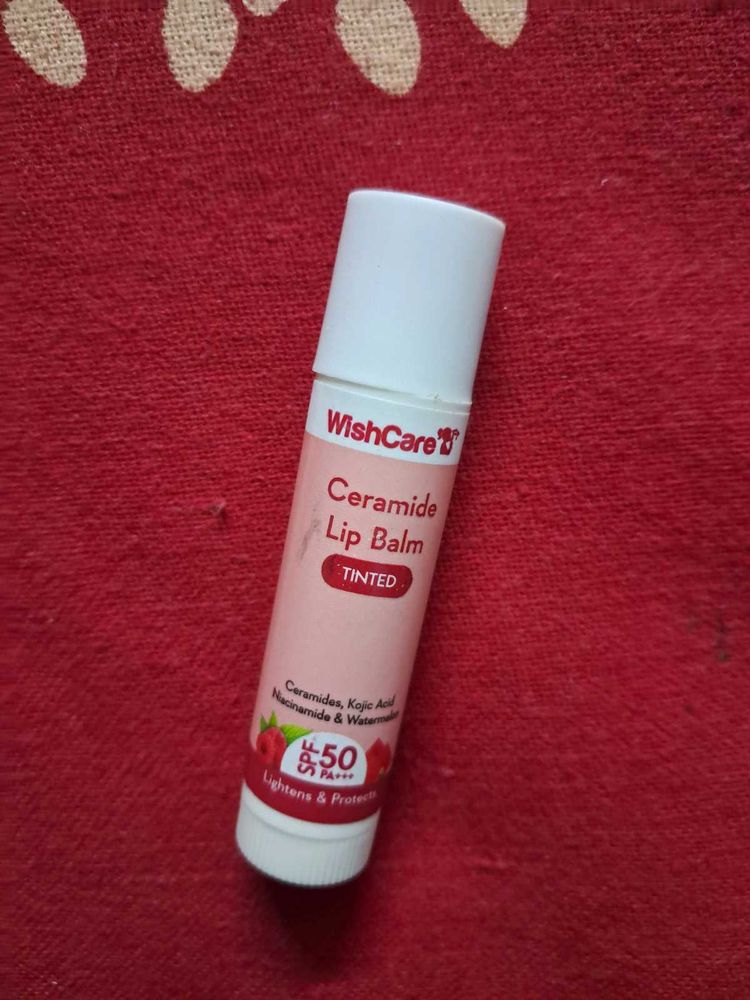 WishCare
Ceramide
Lip Balm
TINTED
Ceramides, Kojic Acid
Niacinamide & Watermelon
SPF 50
PA+++
Lightens & Protects